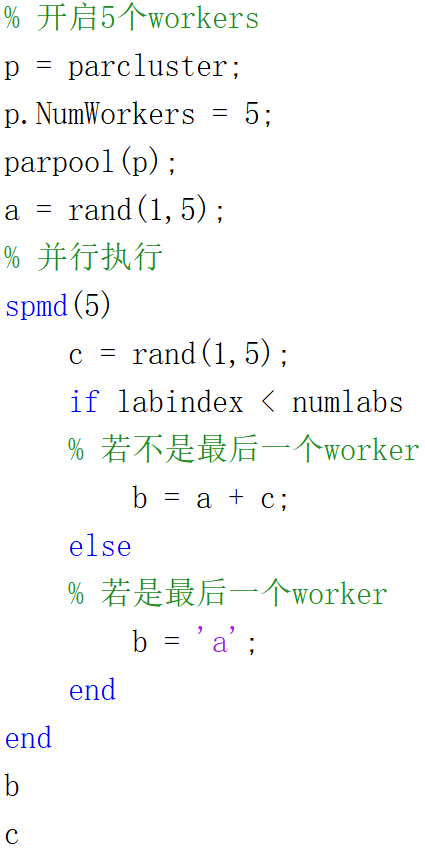 % 开启5个workers
p = parcluster;
p.NumWorkers = 5;
parpool(p);
a = rand(1,5);
% 并行执行
spmd(5)
    c = rand(1,5);
    if labindex < numlabs
    % 若不是最后一个worker
        b = a + c;
    else
    % 若是最后一个worker
        b = 'a';
    end
end
b
c